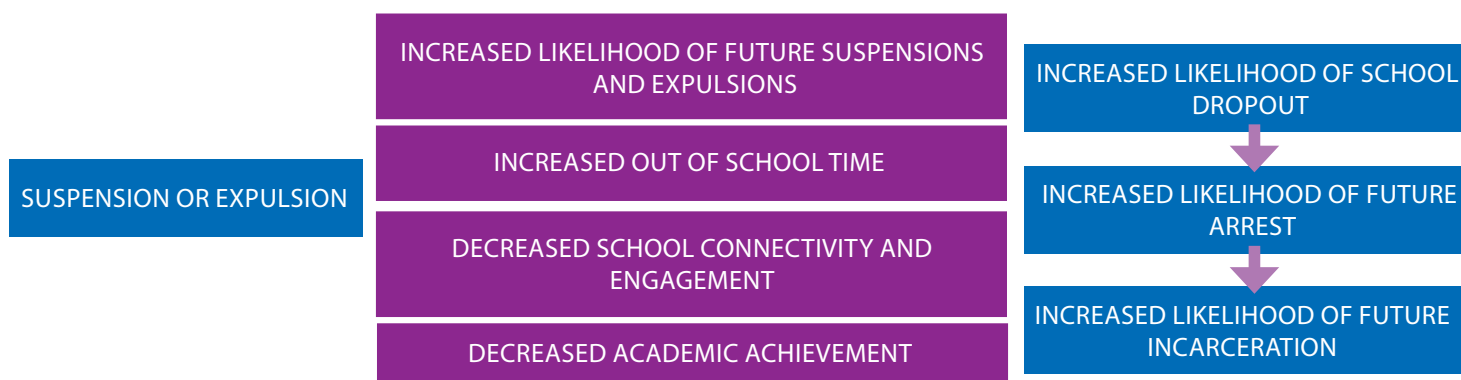 SUSPENSION OR EXPULSION
INCREASED LIKELIHOOD OF FUTURE SUSPENSIONS
AND EXPULSIONS
INCREASED OUT OF SCHOOL TIME
DECREASED SCHOOL CONNECTIVITY AND
ENGAGEMENT
DECREASED ACADEMIC ACHIEVEMENT
INCREASED LIKELIHOOD OF SCHOOL
DROPOUT
INCREASED LIKELIHOOD OF FUTURE
ARREST
INCREASED LIKELIHOOD OF FUTURE
INCARCERATION